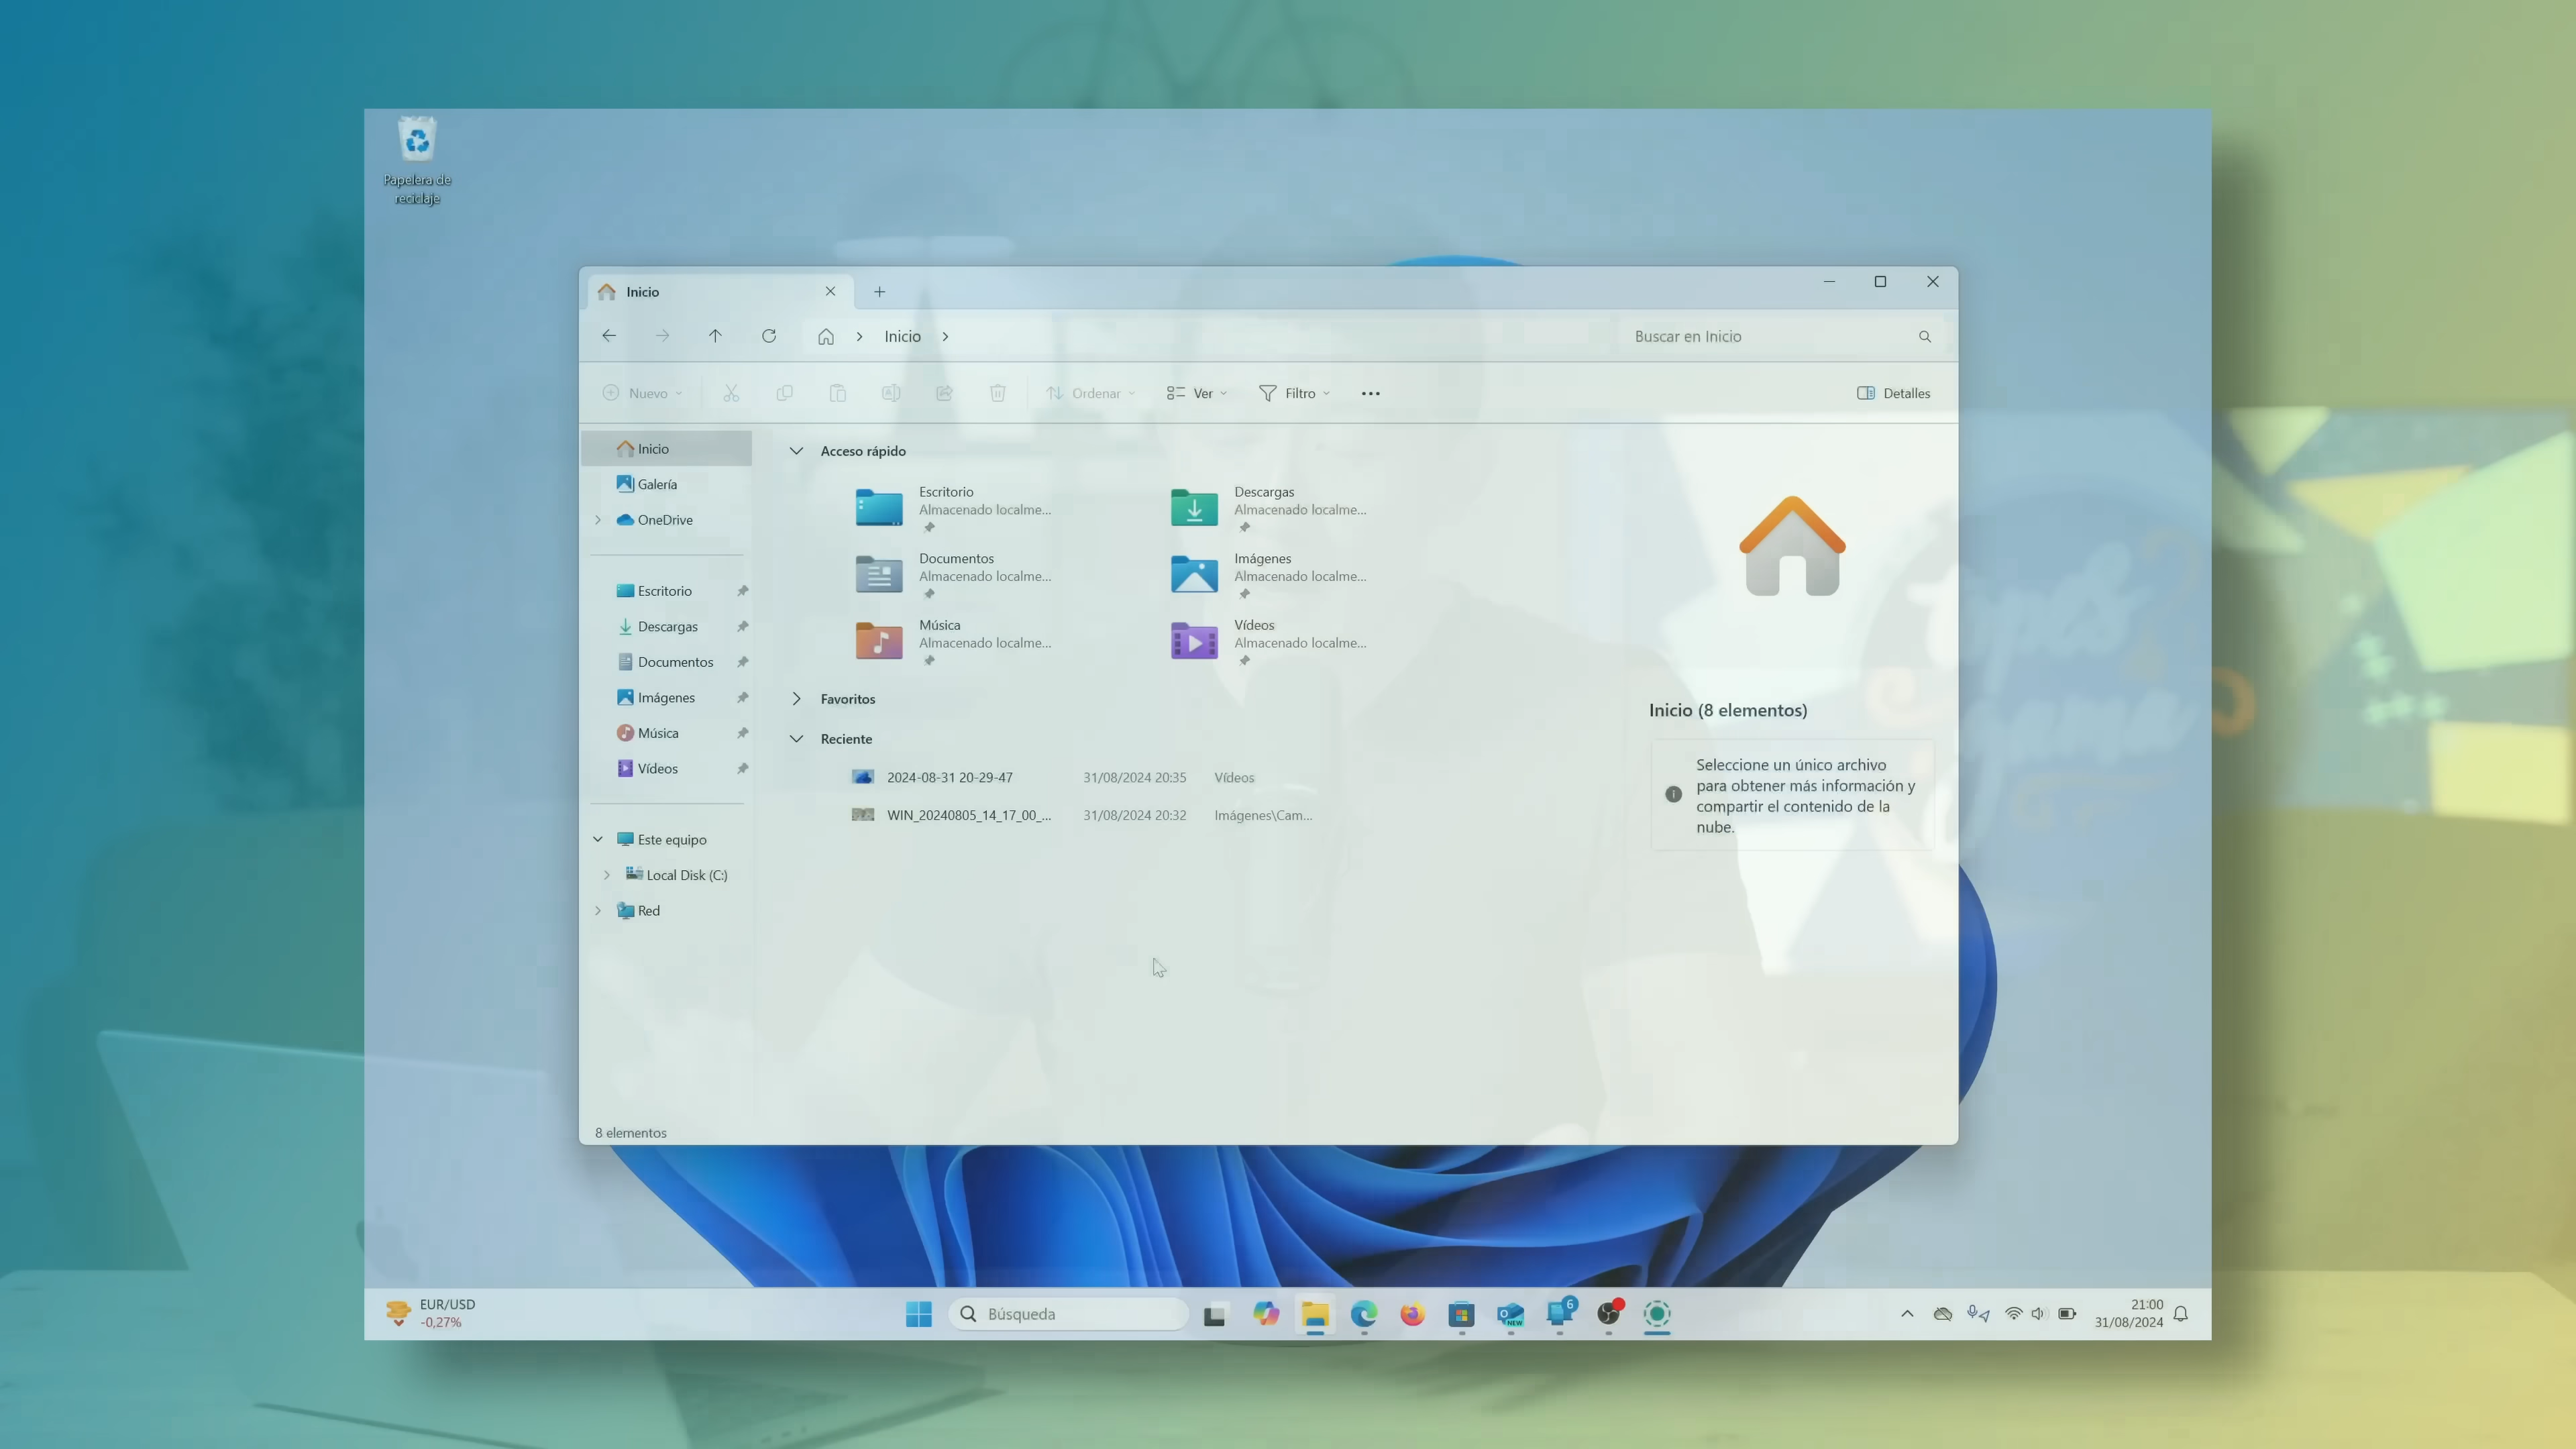 Papelera de
reciclaje
Inicio
Inicio
Buscar en Inicio
Nuevo
Ordenar
Ver
Filtro
Detalles
Inicio
Galería
OneDrive
Escritorio
Descargas
Documentos
Imágenes
Música
Vídeos
Este equipo
Local Disk (C:)
Red
Acceso rápido
Escritorio
Almacenado localme...
Descargas
Almacenado localme...
Documentos
Almacenado localme...
Imágenes
Almacenado localme...
Música
Almacenado localme...
Vídeos
Almacenado localme...
Favoritos
Reciente
2024-08-31 20-29-47 31/08/2024 20:35 Vídeos
WIN_20240805_14_17_00_... 31/08/2024 20:32 Imágenes\Cam...
Inicio (8 elementos)
Seleccione un único archivo
para obtener más información y
compartir el contenido de la
nube.
8 elementos
EUR/USD
-0,27%
Búsqueda
NEW
6
21:00
31/08/2024